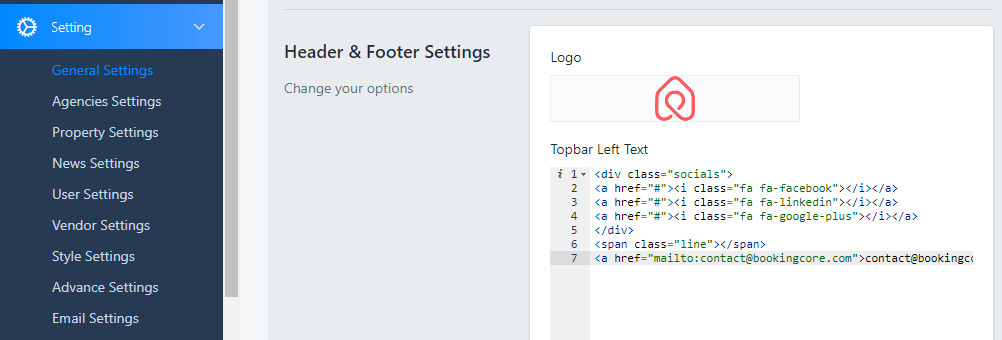 Setting
General Settings
Agencies Settings
Property Settings
News Settings
User Settings
Vendor Settings
Style Settings
Advance Settings
Email Settings
Header & Footer Settings
Change your options
Logo
Topbar Left Text
i 1 <div class="socials">
2 <a href="#"><i class="fa fa-facebook"></i></a>
3 <a href="#"><i class="fa fa-linkedin"></i></a>
4 <a href="#"><i class="fa fa-google-plus"></i></a>
5 </div>
6 <span class="line"></span>
7 <a href="mailto:contact@bookingcore.com">contact@bookingc